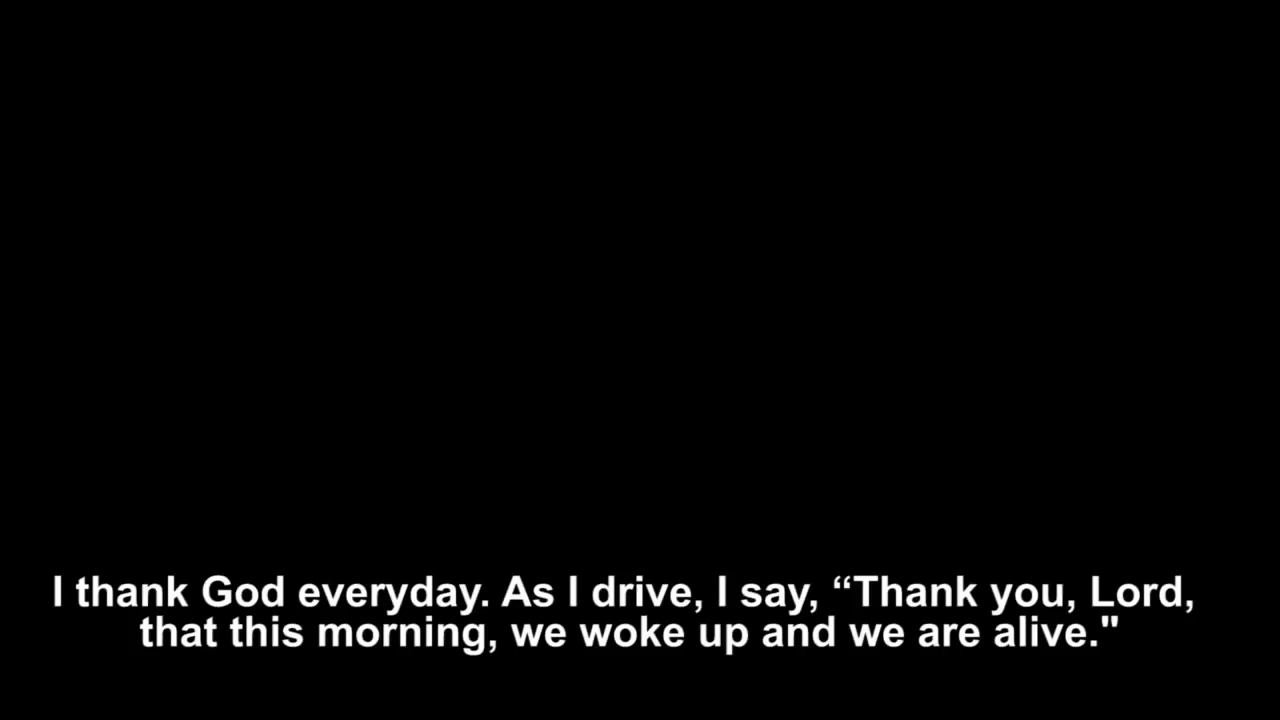 I thank God everyday. As I drive, I say, “Thank you, Lord,
that this morning, we woke up and we are alive."